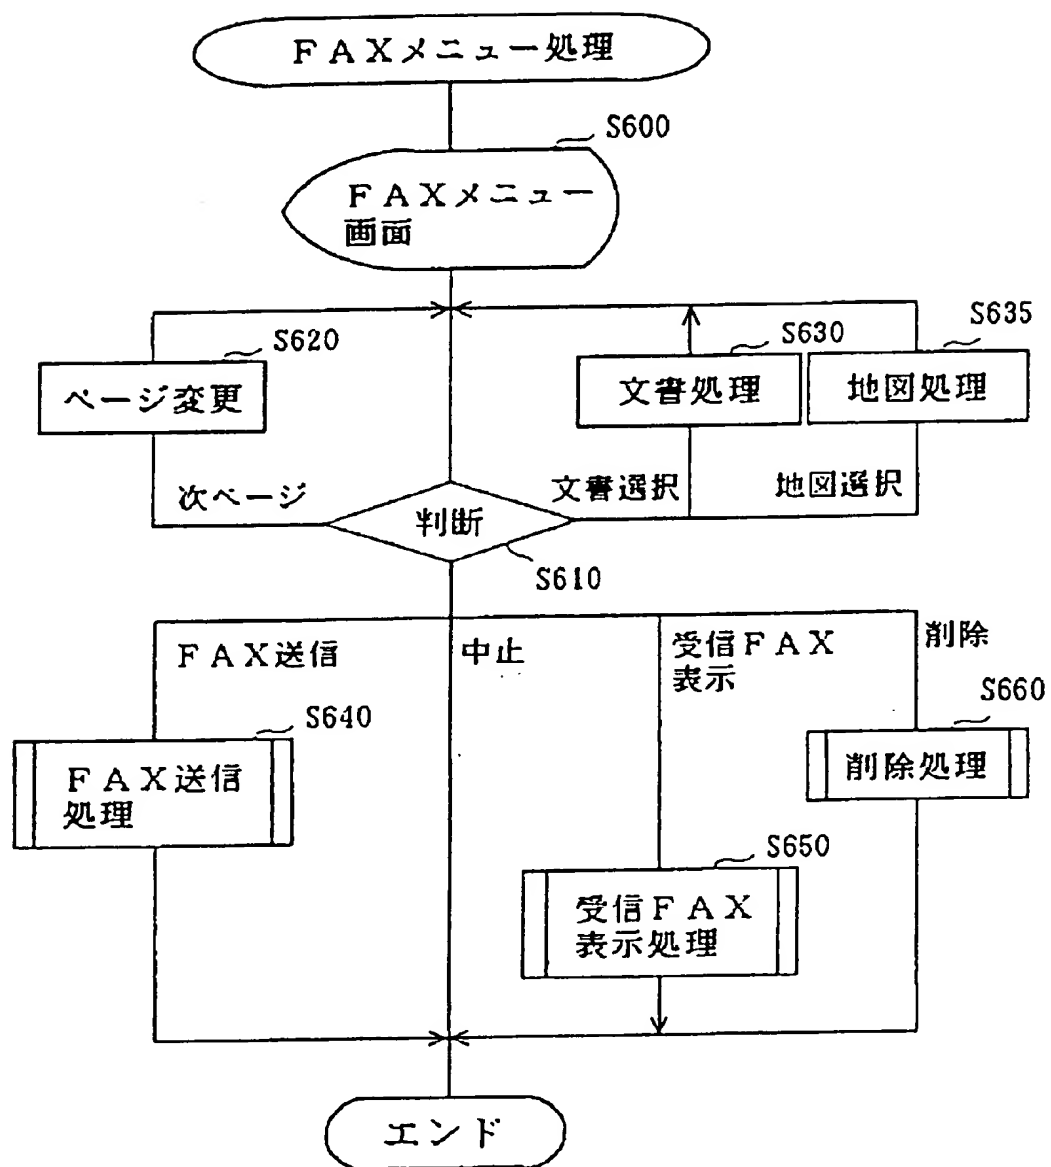 ＦＡＸメニュー処理
S600
ＦＡＸメニュー
画面
S620
ページ変更
次ページ
S630
文書処理
文書選択
S635
地図処理
地図選択
判断
S610
ＦＡＸ送信
中止
受信ＦＡＸ
表示
削除
S640
ＦＡＸ送信
処理
S660
削除処理
S650
受信ＦＡＸ
表示処理
エンド